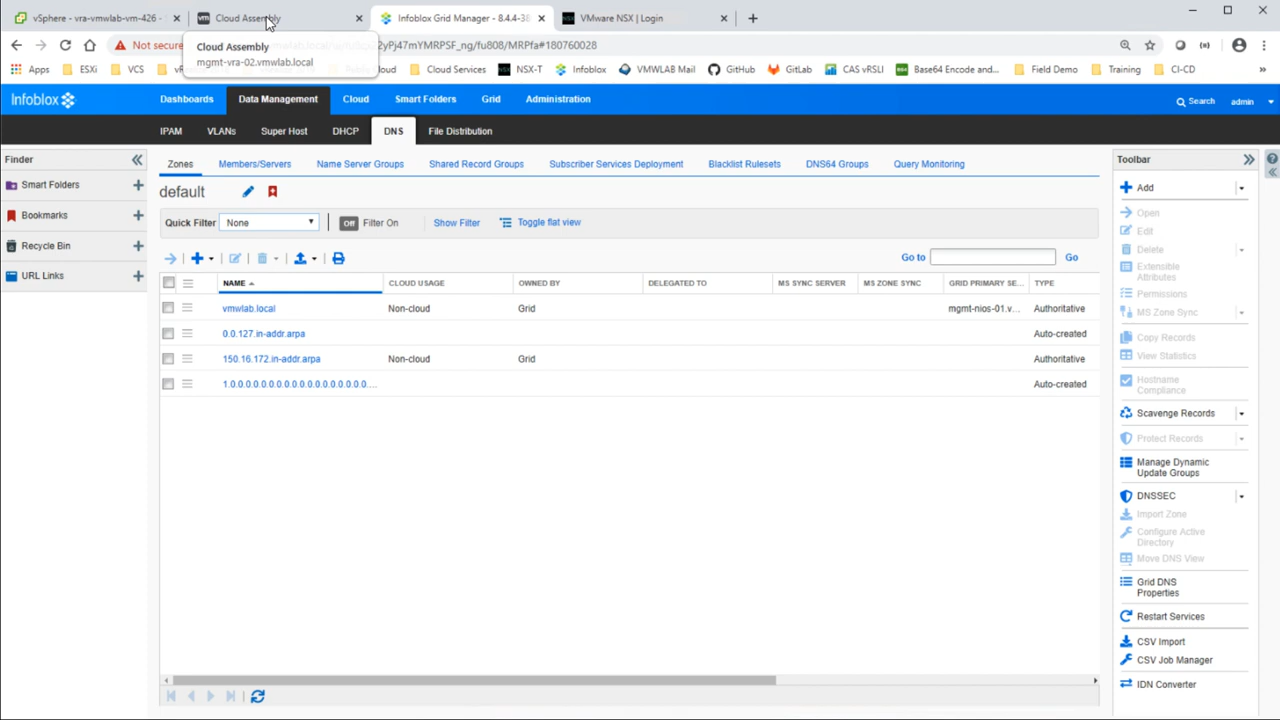 vSphere - vra-vmwlab-vm-426 -
vm Cloud Assembly
Infoblox Grid Manager - 8.4.4-38
NSX VMware NSX | Login
Not secure
2yPj47mYMRPSF_ng/fu808/MRPfa#180760028
Cloud Assembly
mgmt-vra-02.vmwlab.local
Apps ESXi VCS Cloud Services NSX NSX-T Infoblox VMWLAB Mail GitHub GitLab CAS vRSLI Base64 Encode and... Field Demo Training CI-CD »
Infoblox
Dashboards Data Management Cloud Smart Folders Grid Administration
Search admin
IPAM VLANs Super Host DHCP DNS File Distribution
Finder
Smart Folders
Bookmarks
Recycle Bin
URL Links
Zones Members/Servers Name Server Groups Shared Record Groups Subscriber Services Deployment Blacklist Rulesets DNS64 Groups Query Monitoring
default
Quick Filter None Off Filter On Show Filter Toggle flat view
Go to Go
NAME CLOUD USAGE OWNED BY DELEGATED TO MS SYNC SERVER MS ZONE SYNC GRID PRIMARY SE... TYPE
vmwlab.local Non-cloud Grid mgmt-nios-01.v... Authoritative
0.0.127.in-addr.arpa Auto-created
150.16.172.in-addr.arpa Non-cloud Grid Authoritative
1.0.0.0.0.0.0.0.0.0.0.0.0.0.0.0.0.0.0.... Auto-created
Toolbar
Add
Open
Edit
Delete
Extensible
Attributes
Permissions
MS Zone Sync
Copy Records
View Statistics
Hostname
Compliance
Scavenge Records
Protect Records
Manage Dynamic
Update Groups
DNSSEC
Import Zone
Configure Active
Directory
Move DNS View
Grid DNS
Properties
Restart Services
CSV Import
CSV Job Manager
IDN Converter